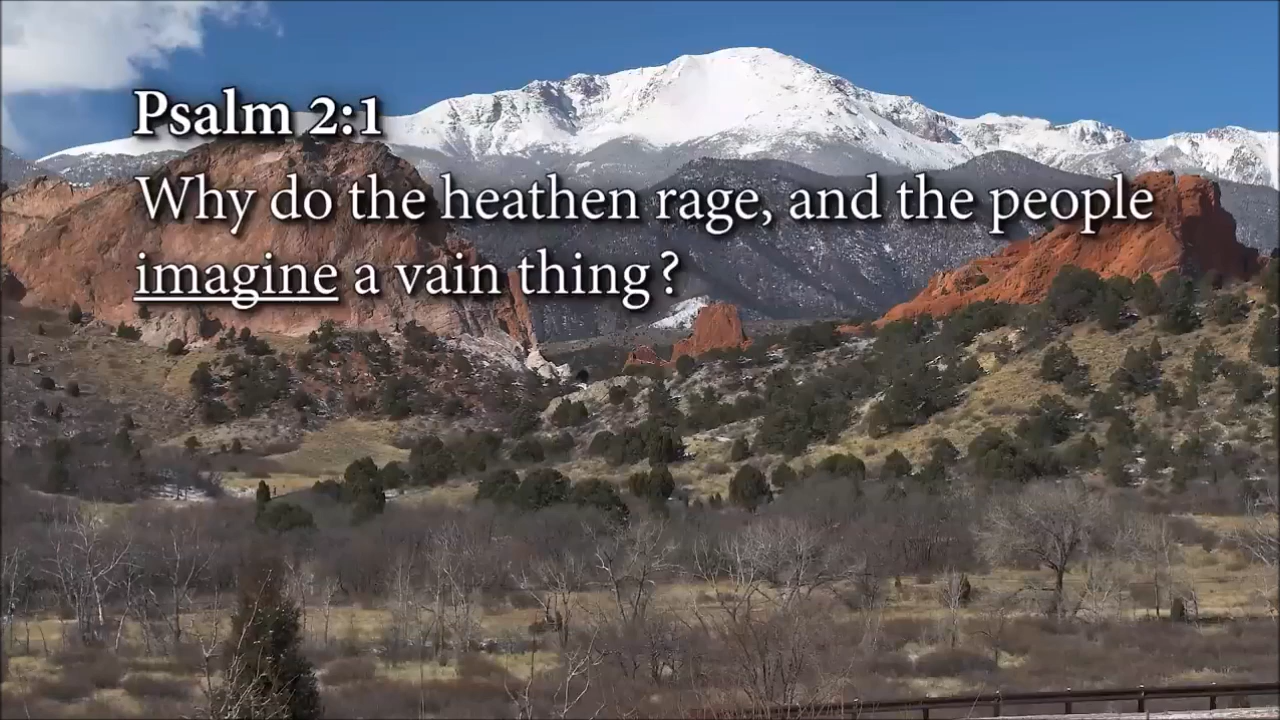 Psalm 2:1
Why do the heathen rage, and the people
imagine a vain thing?